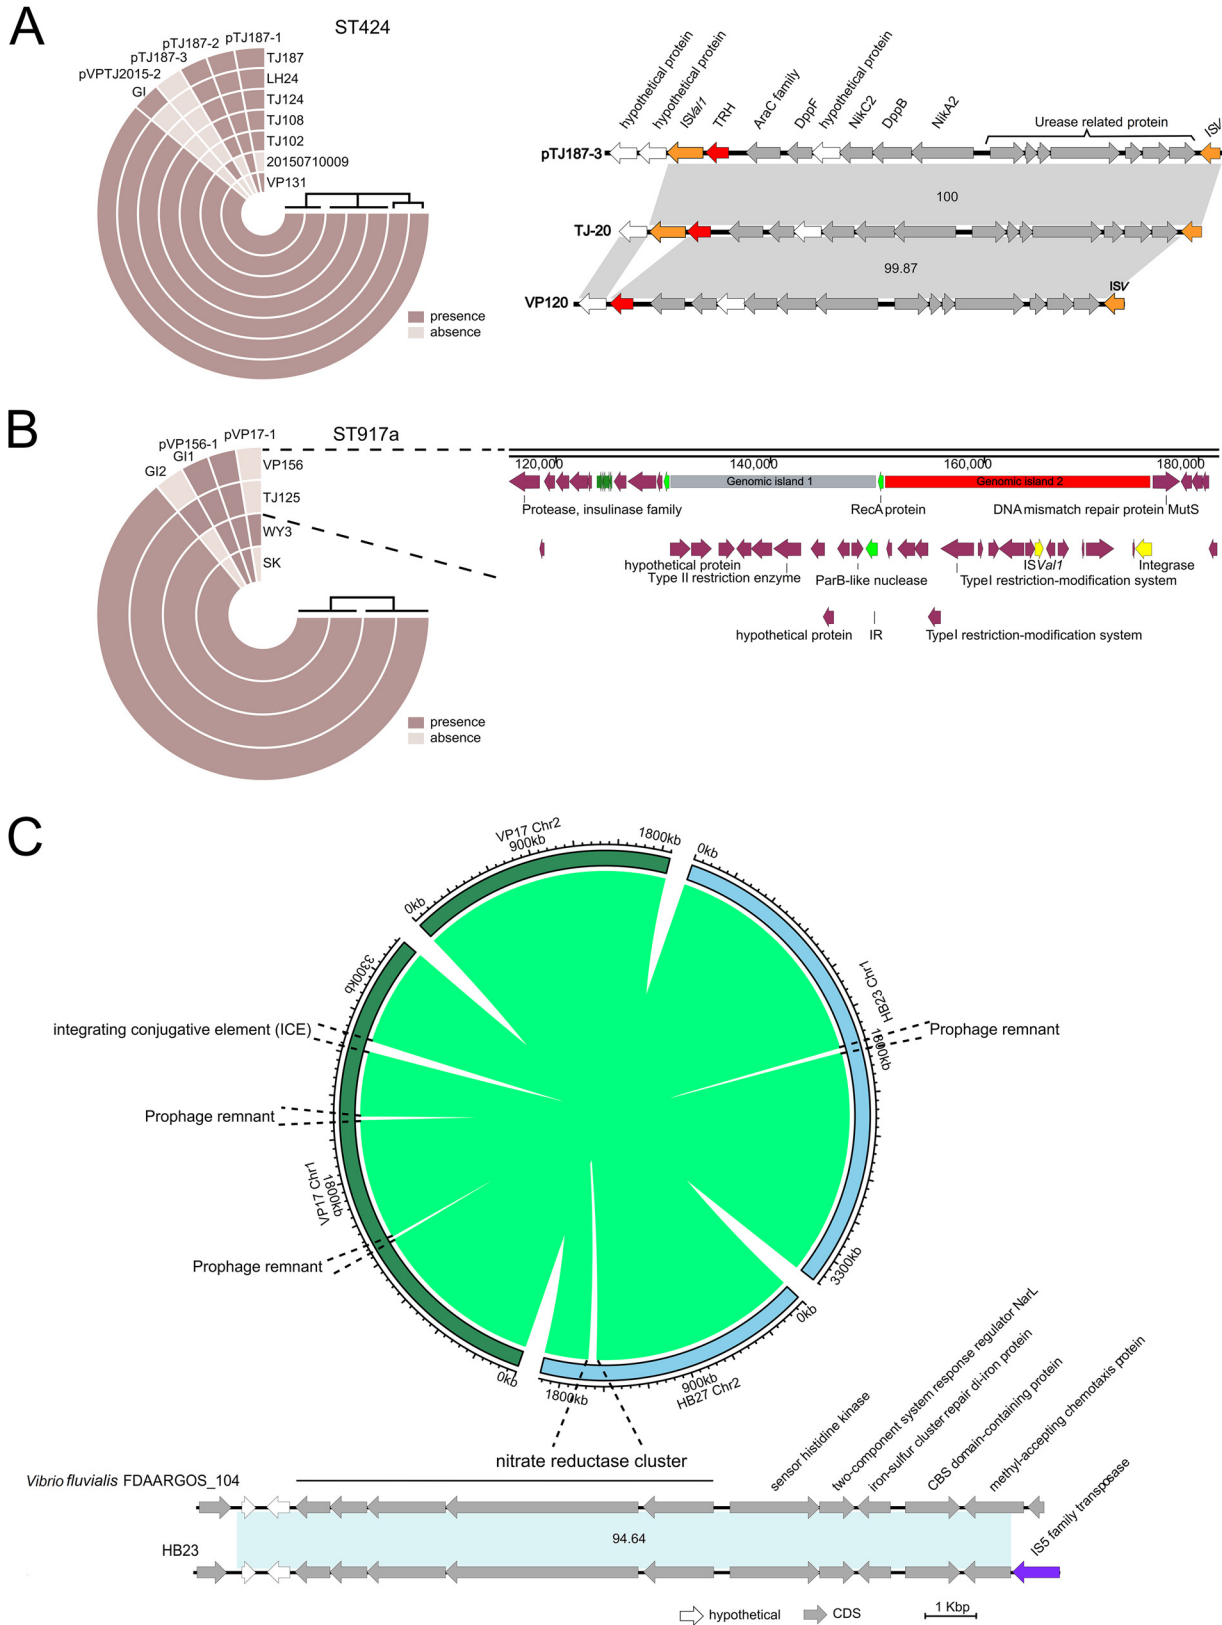 A
ST424
pTJ187-1
pTJ187-2
pTJ187-3
pVPTJ2015-2
GI
TJ187
LH24
TJ124
TJ108
TJ102
20150710009
VP131
presence
absence
hypothetical protein
hypothetical protein
ISVal1
TRH
AraC family
DppF
hypothetical protein
NikC2
DppB
NikA2
Urease related protein
ISV
pTJ187-3
100
TJ-20
99.87
VP120
ISV
B
ST917a
pVP17-1
pVP156-1
GI1
GI2
VP156
TJ125
WY3
SK
presence
absence
120,000
140,000
160,000
180,000
Genomic island 1
Genomic island 2
Protease, insulinase family
RecA protein
DNA mismatch repair protein MutS
hypothetical protein
Type II restriction enzyme
ParB-like nuclease
ISVal1
TypeI restriction-modification system
Integrase
hypothetical protein
IR
TypeI restriction-modification system
C
VP17 Chr2
900kb
1800kb
0kb
0kb
3300kb
HB23 Chr1
1800kb
integrating conjugative element (ICE)
Prophage remnant
Prophage remnant
VP17 Chr1
1800kb
Prophage remnant
3300kb
0kb
0kb
1800kb
900kb
HB27 Chr2
nitrate reductase cluster
sensor histidine kinase
two-component system response regulator NarL
iron-sulfur cluster repair di-iron protein
CBS domain-containing protein
methyl-accepting chemotaxis protein
IS5 family transposase
Vibrio fluvialis FDAARGOS_104
94.64
HB23
1 Kbp
hypothetical
CDS